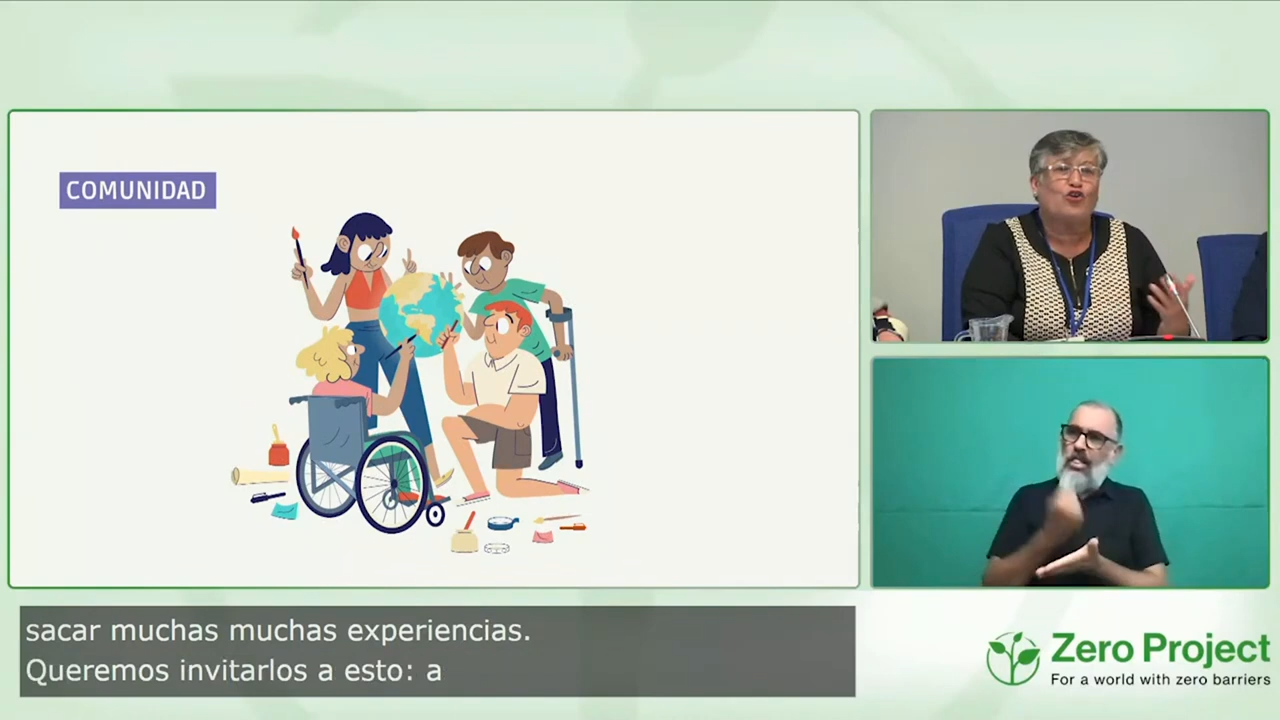 COMUNIDAD
sacar muchas muchas experiencias.
Queremos invitarlos a esto: a
Zero Project
For a world with zero barriers